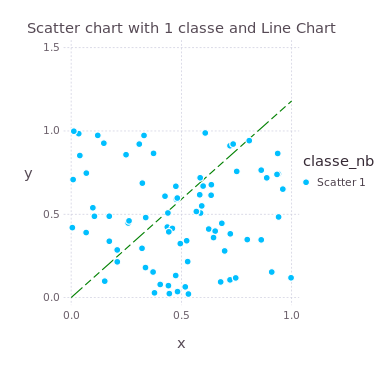 Scatter chart with 1 classe and Line Chart
1.5
1.0
y
0.5
0.0
0.0 0.5 1.0
x
classe_nb
Scatter 1